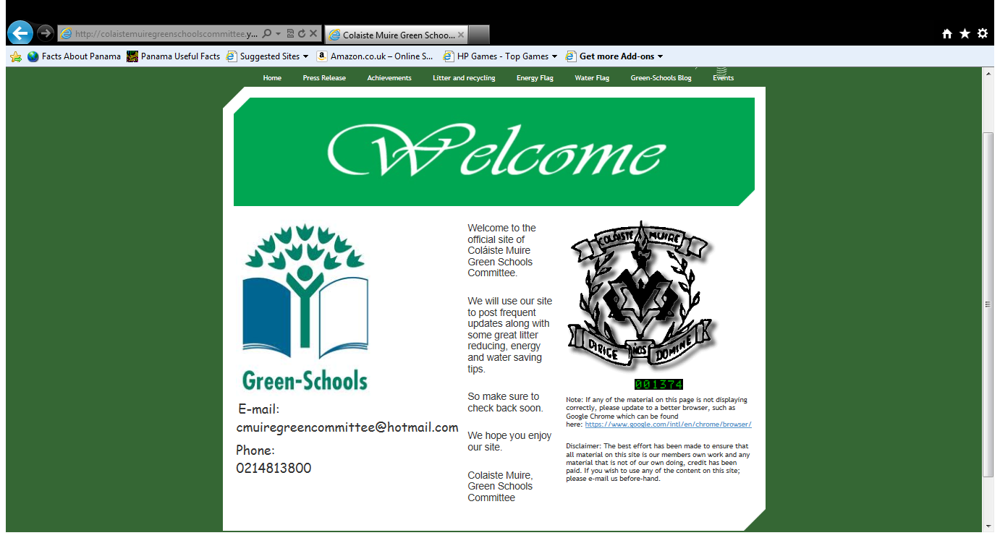 http://colaistemuiregreenschoolscommittee.y...
Colaiste Muire Green Schoo...
Facts About Panama
Panama Useful Facts
Suggested Sites
Amazon.co.uk – Online S...
HP Games - Top Games
Get more Add-ons
Home
Press Release
Achievements
Litter and recycling
Energy Flag
Water Flag
Green-Schools Blog
Events
Welcome
Green-Schools
E-mail:
cmuiregreencommittee@hotmail.com
Phone:
0214813800
Welcome to the
official site of
Coláiste Muire
Green Schools
Committee.
We will use our site
to post frequent
updates along with
some great litter
reducing, energy
and water saving
tips.
So make sure to
check back soon.
We hope you enjoy
our site.
Colaiste Muire,
Green Schools
Committee
COLAISTE MUIRE
DIRIGE NOS DOMINE
001374
Note: If any of the material on this page is not displaying
correctly, please update to a better browser, such as
Google Chrome which can be found
here: https://www.google.com/intl/en/chrome/browser/
Disclaimer: The best effort has been made to ensure that
all material on this site is our members own work and any
material that is not of our own doing, credit has been
paid. If you wish to use any of the content on this site;
please e-mail us before-hand.